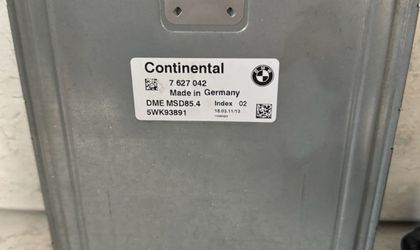 Continental
7 627 042
Made in Germany
DME MSD85.4 Index 02
5WK93891